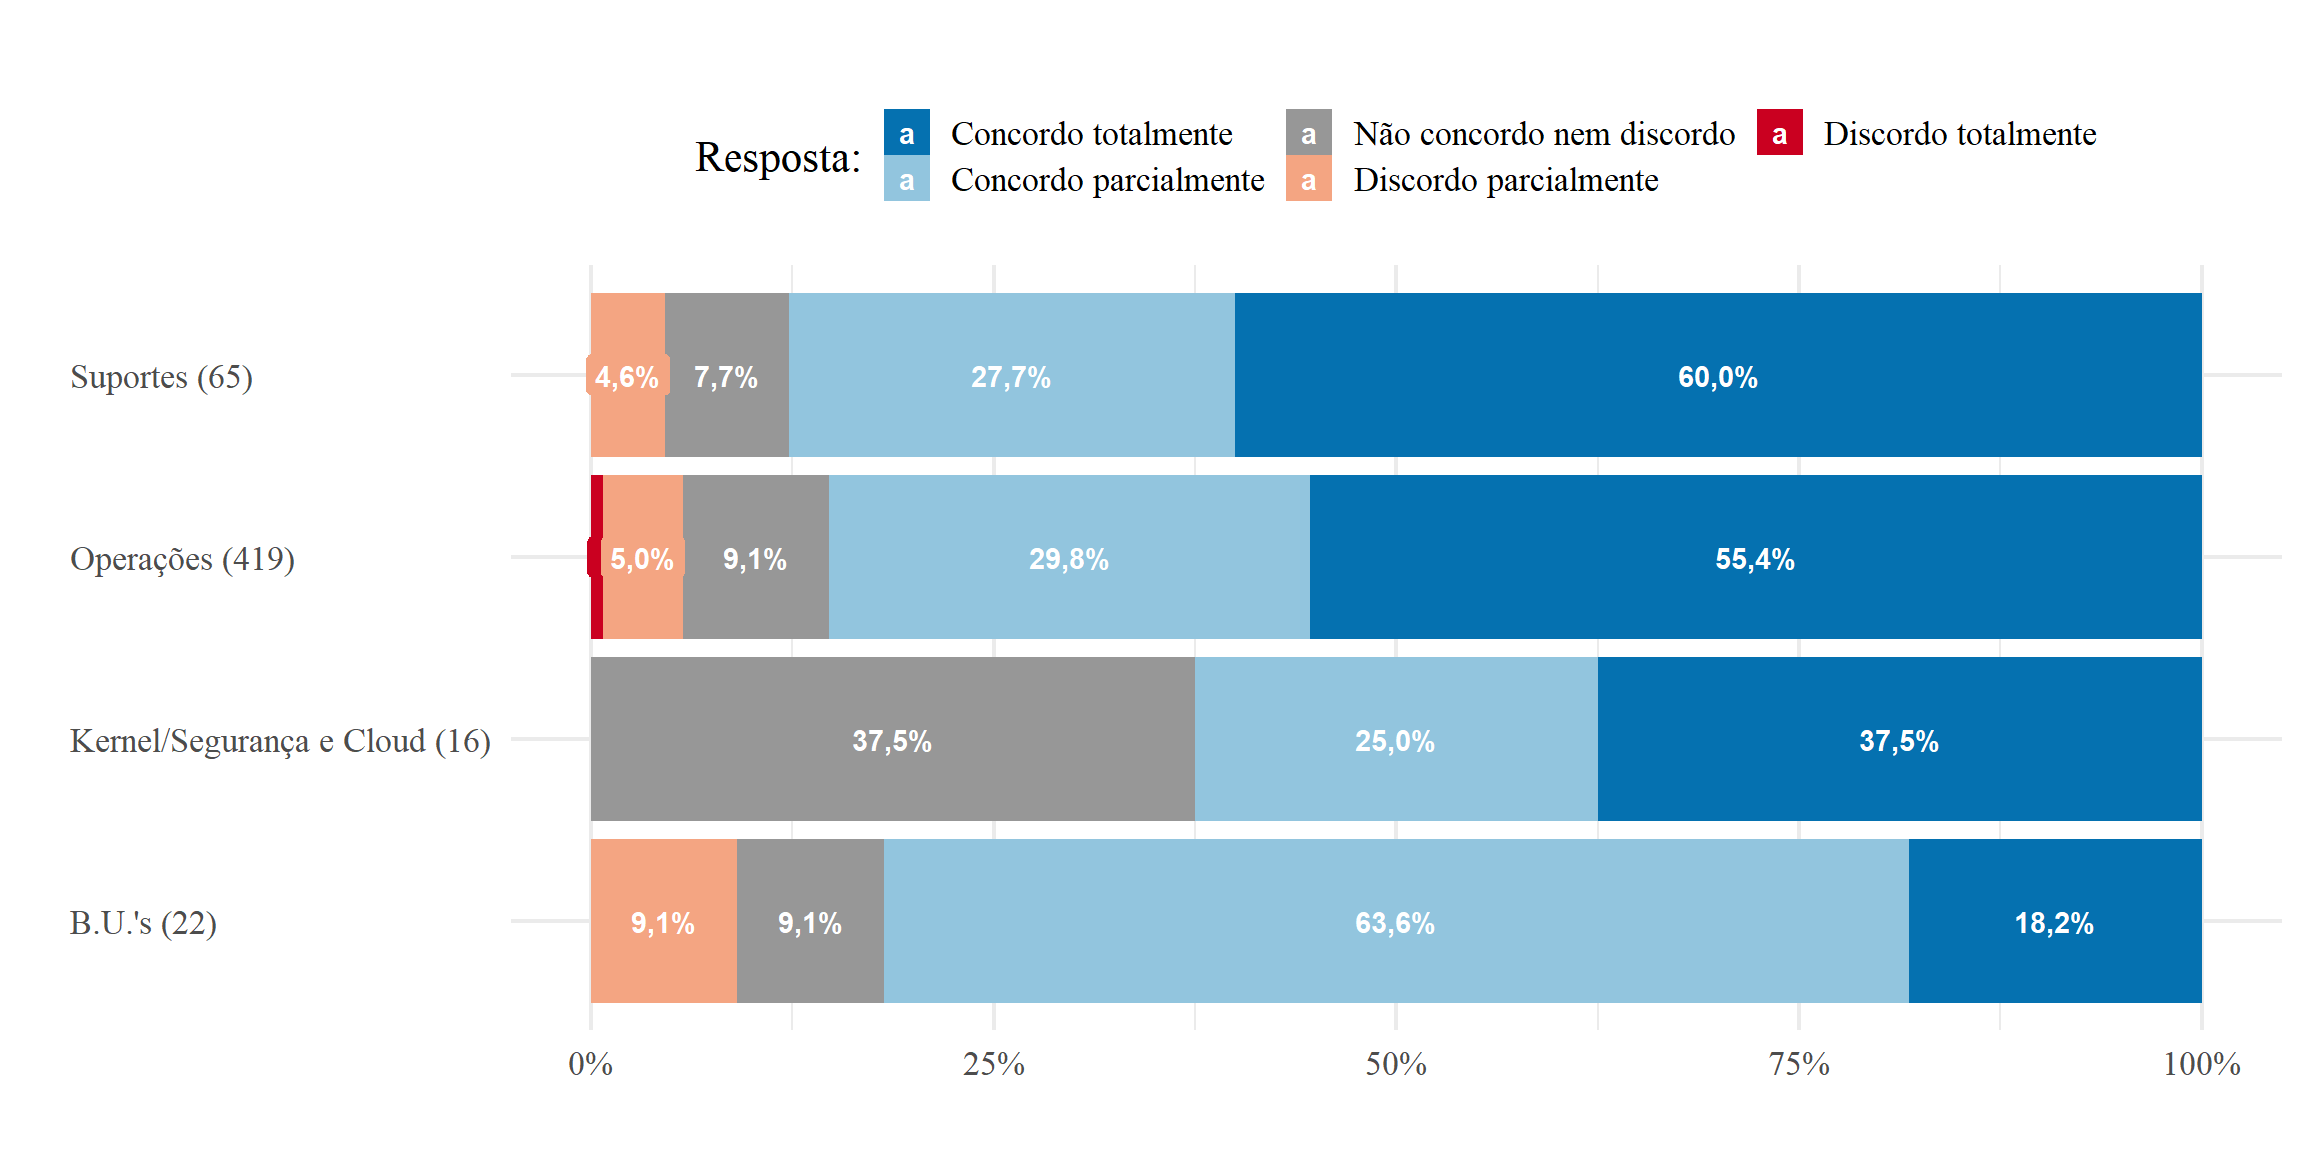 Resposta: a Concordo totalmente a Não concordo nem discordo a Discordo totalmente
a Concordo parcialmente a Discordo parcialmente
Suportes (65) 4,6% 7,7% 27,7% 60,0%
Operações (419) 5,0% 9,1% 29,8% 55,4%
Kernel/Segurança e Cloud (16) 37,5% 25,0% 37,5%
B.U.'s (22) 9,1% 9,1% 63,6% 18,2%
0% 25% 50% 75% 100%